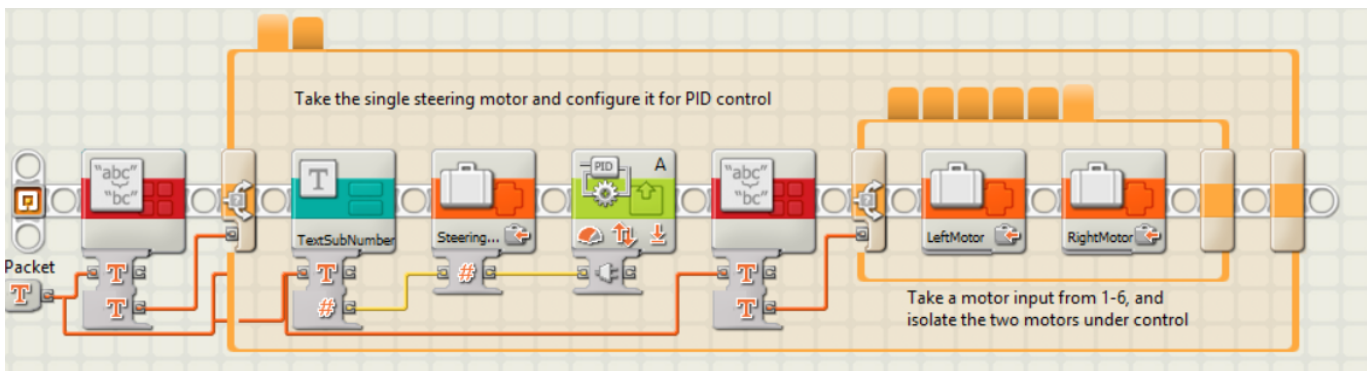 Take the single steering motor and configure it for PID control
"abc"
"bc"
T
TextSubNumber
Steering...
PID
A
"abc"
"bc"
LeftMotor
RightMotor
Packet
T
T
T
T
#
#
T
T
Take a motor input from 1-6, and
isolate the two motors under control